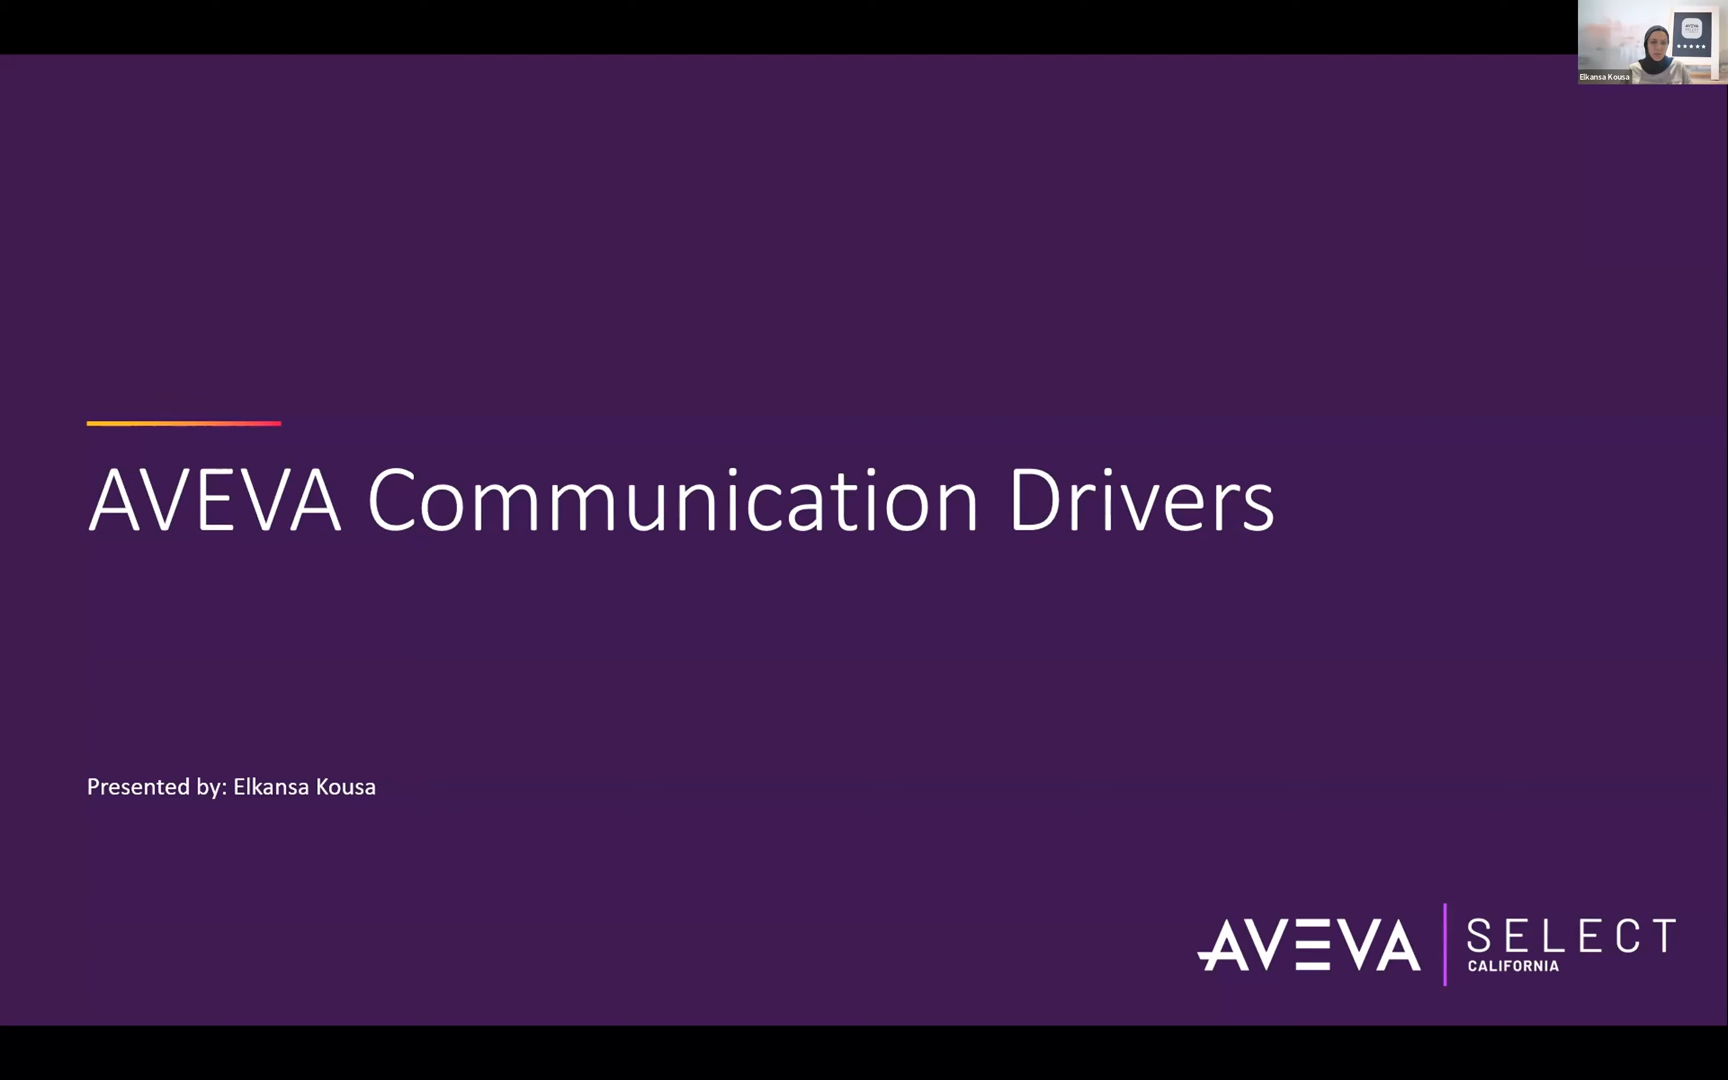 Elkansa Kousa
AVEVA Communication Drivers
Presented by: Elkansa Kousa
AVEVA SELECT
CALIFORNIA